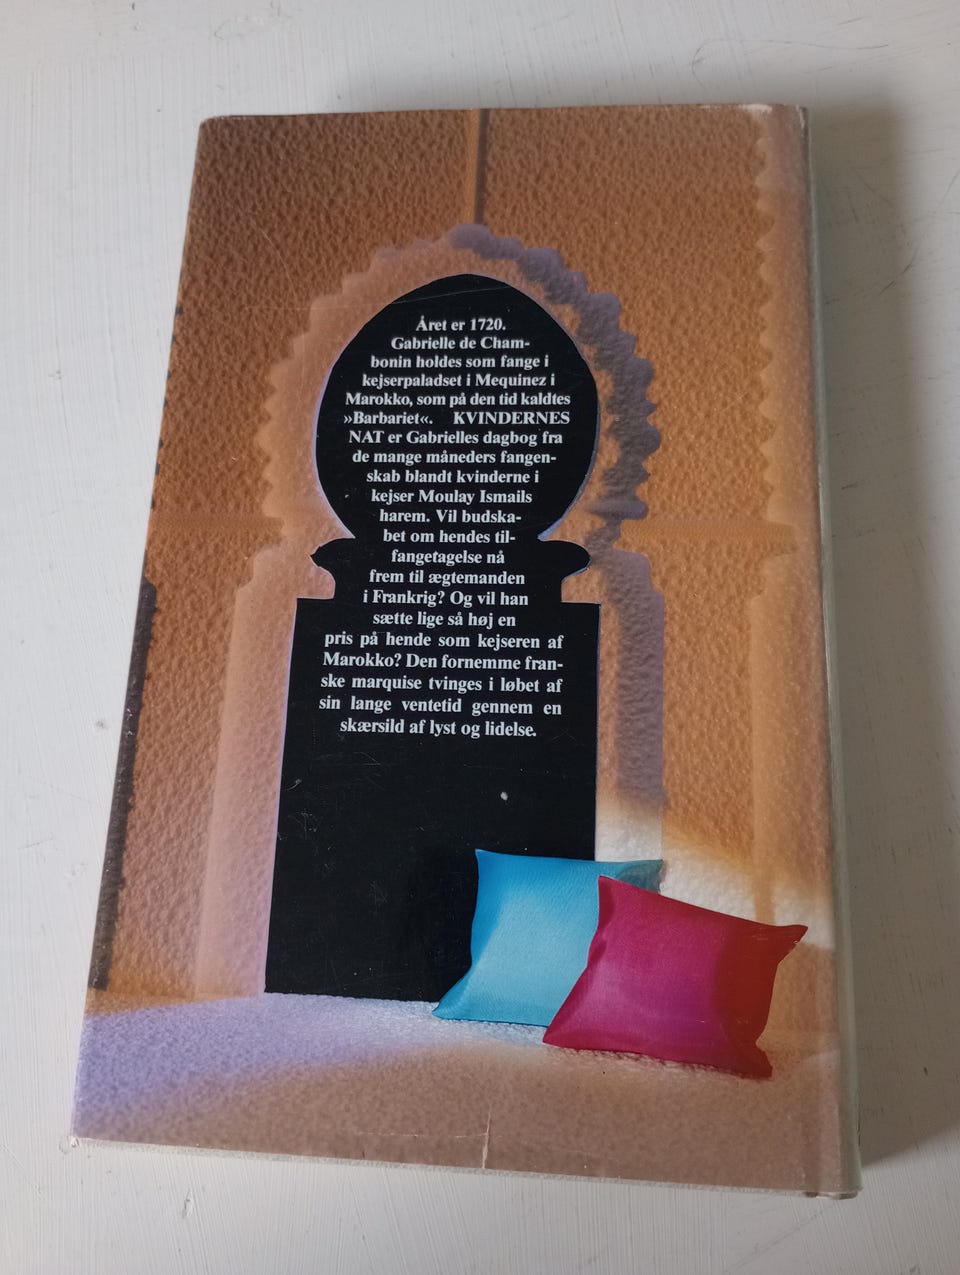 Året er 1720.
Gabrielle de Cham-
bonin holdes som fange i
kejserpaladset i Mequinez i
Marokko, som på den tid kaldtes
»Barbariet«. KVINDERNES
NAT er Gabrielles dagbog fra
de mange måneders fangen-
skab blandt kvinderne i
kejser Moulay Ismails
harem. Vil budska-
bet om hendes til-
fangetagelse nå
frem til ægtemanden
i Frankrig? Og vil han
sætte lige så høj en
pris på hende som kejseren af
Marokko? Den fornemme fran-
ske marquise tvinges i løbet af
sin lange ventetid gennem en
skærsild af lyst og lidelse.